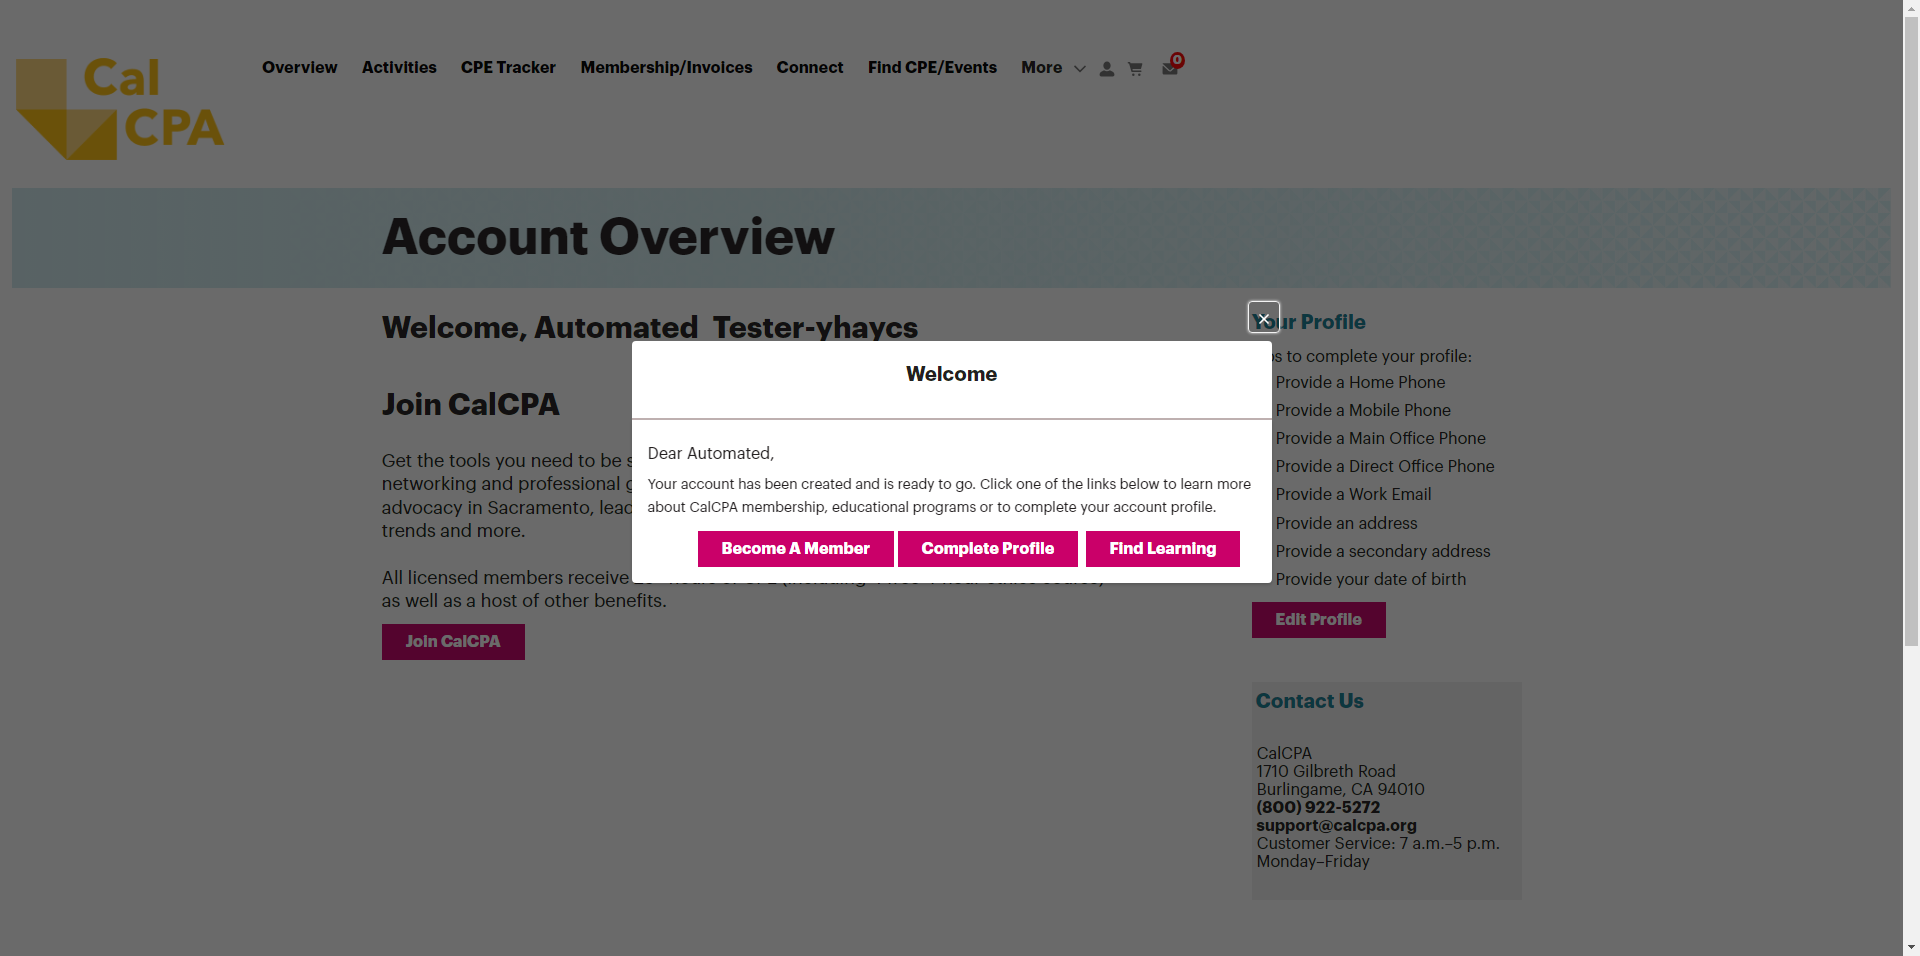 Cal
CPA
Overview
Activities
CPE Tracker
Membership/Invoices
Connect
Find CPE/Events
More
0
Account Overview
Welcome, Automated Tester-yhaycs
Join CalCPA
Get the tools you need to be s
networking and professional g
advocacy in Sacramento, lead
trends and more.
All licensed members receive
as well as a host of other benefits.
Join CalCPA
Welcome
Dear Automated,
Your account has been created and is ready to go. Click one of the links below to learn more
about CalCPA membership, educational programs or to complete your account profile.
Become A Member
Complete Profile
Find Learning
Your Profile
to complete your profile:
Provide a Home Phone
Provide a Mobile Phone
Provide a Main Office Phone
Provide a Direct Office Phone
Provide a Work Email
Provide an address
Provide a secondary address
Provide your date of birth
Edit Profile
Contact Us
CalCPA
1710 Gilbreth Road
Burlingame, CA 94010
(800) 922-5272
support@calcpa.org
Customer Service: 7 a.m.–5 p.m.
Monday–Friday